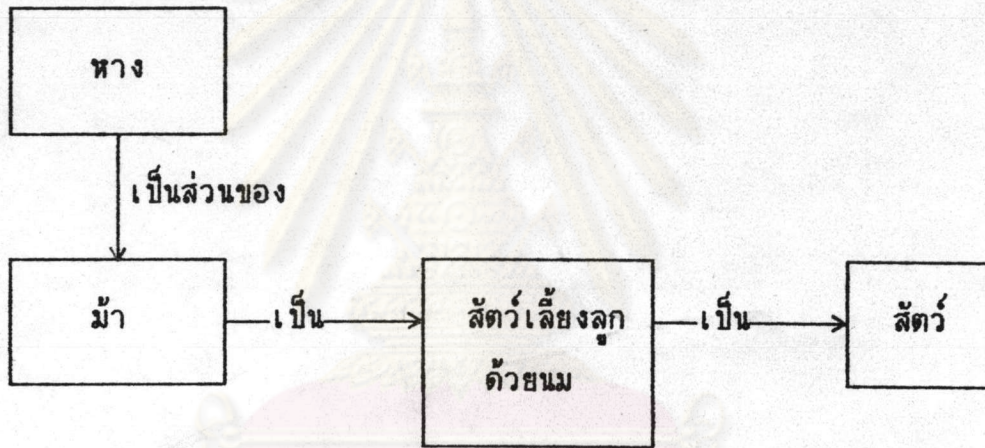 หาง
เป็นส่วนของ
ม้า
เป็น
สัตว์เลี้ยงลูก
ด้วยนม
เป็น
สัตว์